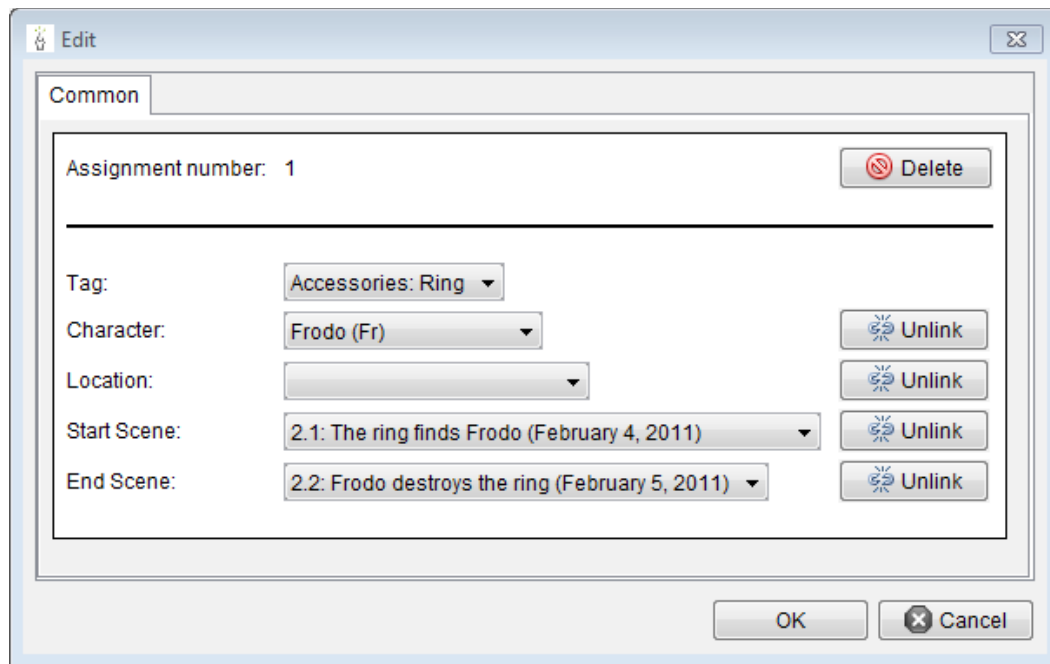 Edit
Common
Assignment number: 1 Delete
Tag: Accessories: Ring
Character: Frodo (Fr) Unlink
Location: Unlink
Start Scene: 2.1: The ring finds Frodo (February 4, 2011) Unlink
End Scene: 2.2: Frodo destroys the ring (February 5, 2011) Unlink
OK Cancel